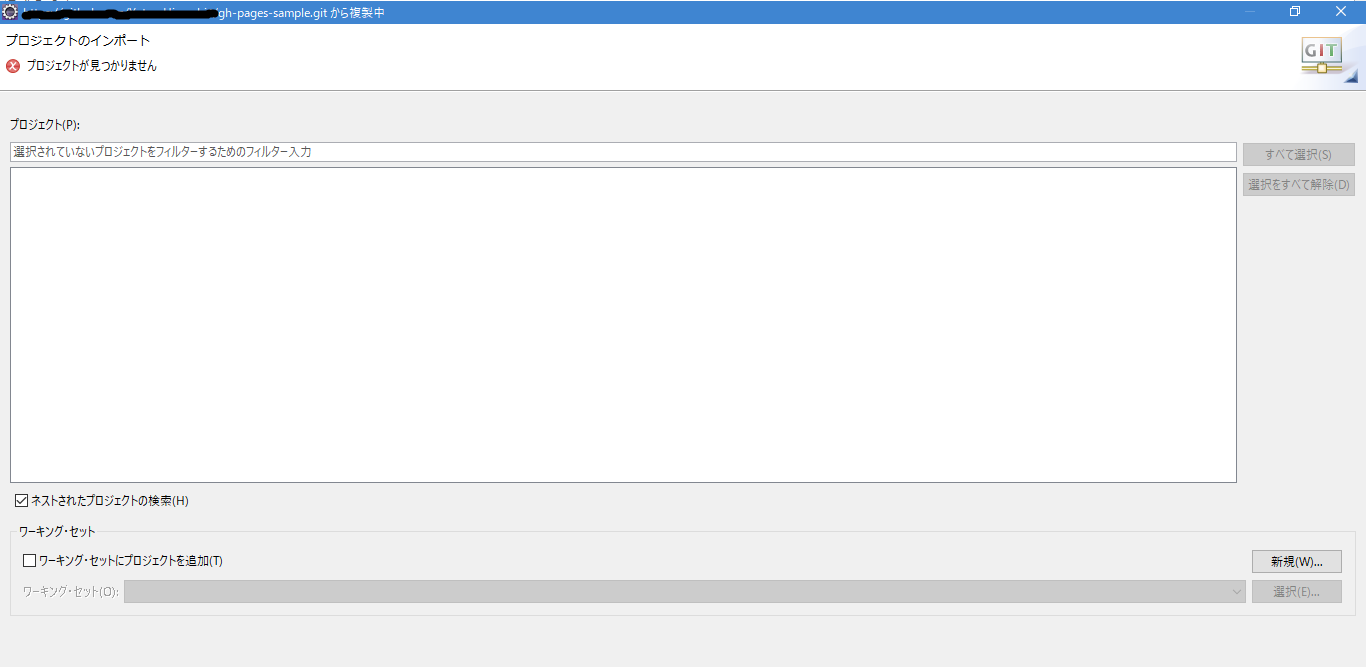 gh-pages-sample.git から複製中
プロジェクトのインポート
プロジェクトが見つかりません
GIT
プロジェクト(P):
選択されていないプロジェクトをフィルターするためのフィルター入力
すべて選択(S)
選択をすべて解除(D)
ネストされたプロジェクトの検索(H)
ワーキング・セット
ワーキング・セットにプロジェクトを追加(T)
新規(W)...
ワーキング・セット(O):
選択(E)...